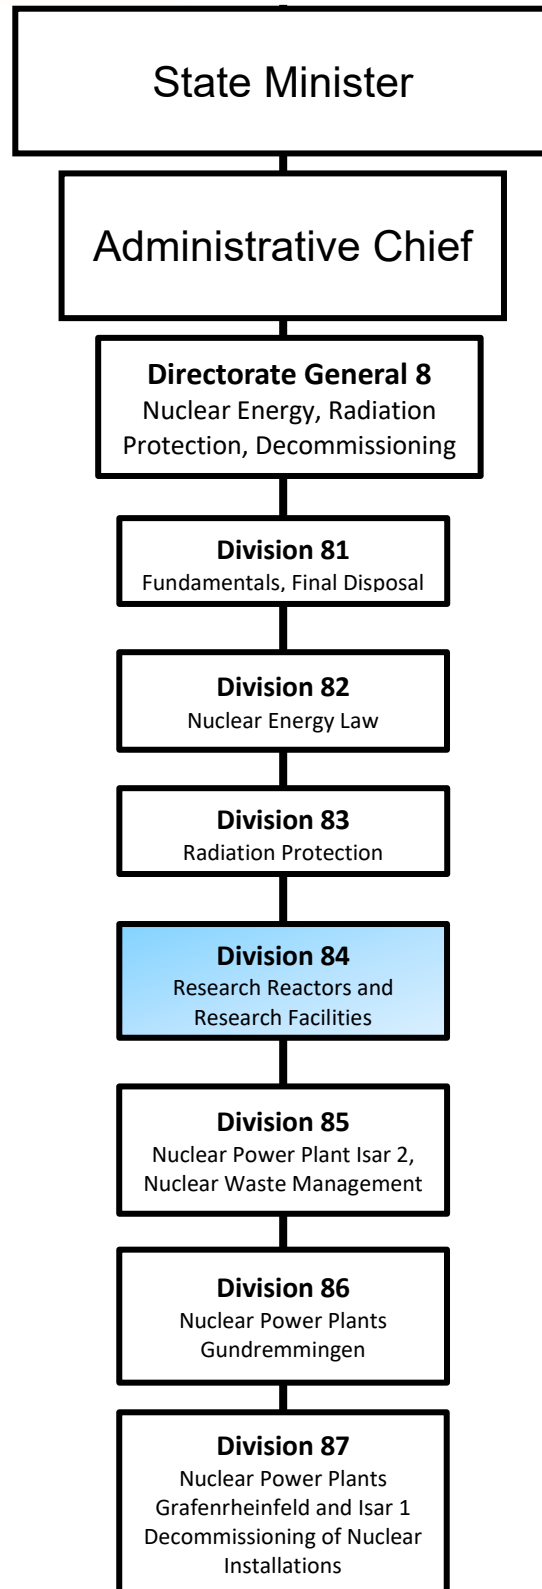 State Minister
Administrative Chief
Directorate General 8
Nuclear Energy, Radiation
Protection, Decommissioning
Division 81
Fundamentals, Final Disposal
Division 82
Nuclear Energy Law
Division 83
Radiation Protection
Division 84
Research Reactors and
Research Facilities
Division 85
Nuclear Power Plant Isar 2,
Nuclear Waste Management
Division 86
Nuclear Power Plants
Gundremmingen
Division 87
Nuclear Power Plants
Grafenrheinfeld and Isar 1
Decommissioning of Nuclear
Installations